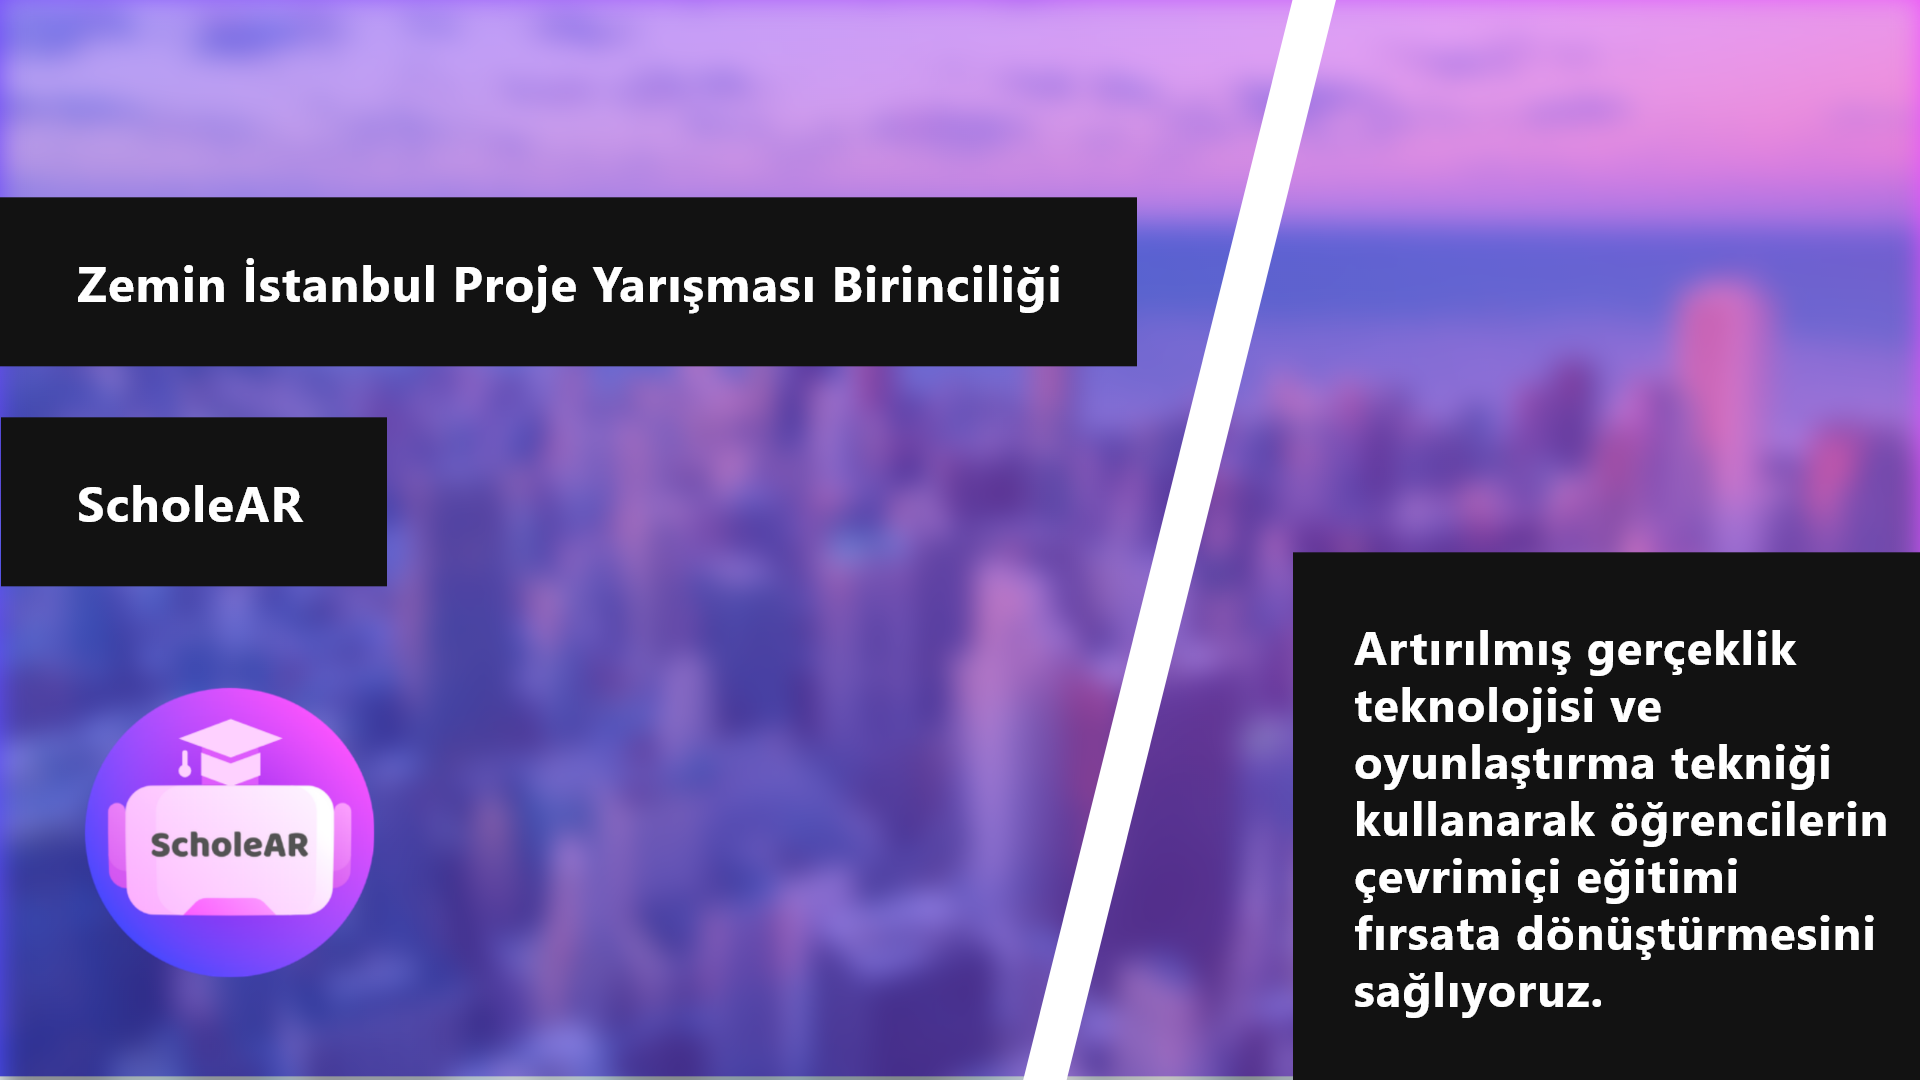 Zemin İstanbul Proje Yarışması Birinciliği
ScholeAR
ScholeAR
Artırılmış gerçeklik
teknolojisi ve
oyunlaştırma tekniği
kullanarak öğrencilerin
çevrimiçi eğitimi
fırsata dönüştürmesini
sağlıyoruz.